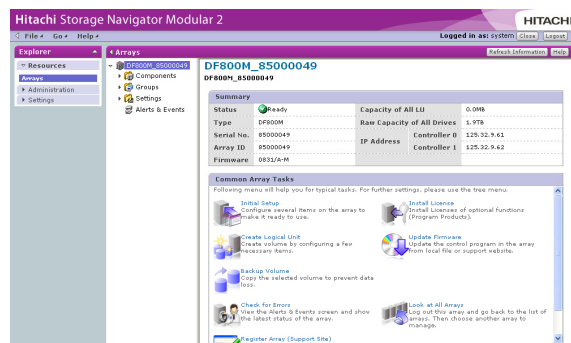 Hitachi Storage Navigator Modular 2
HITACHI
File Go Help
Logged in as: system Close Logout
Explorer
Arrays
Refresh Information Help
Resources
Arrays
Administration
Settings
DF800M_85000049
Components
Groups
Settings
Alerts & Events
DF800M_85000049
DF800M_85000049
Summary
Status Ready Capacity of All LU 0.0MB
Type DF800M Raw Capacity of All Drives 1.9TB
Serial No. 85000049 IP Address Controller 0 125.32.9.61
Array ID 85000049 Controller 1 125.32.9.62
Firmware 0831/A-M
Common Array Tasks
Following menu will help you for typical tasks. For further settings, please use the tree menu.
Initial Setup
Configure several items on the array to
make it ready to use.
Install License
Install Licenses of optional functions
(Program Products).
Create Logical Unit
Create volume by configuring a few
necessary items.
Update Firmware
Update the control program in the array
from local file or support website.
Backup Volume
Copy the selected volume to prevent data
loss.
Check for Errors
View the Alerts & Events screen and show
the latest status of the array.
Look at All Arrays
Log out this array and go back to the list of
arrays. Then choose another array to
manage.
Register Array (Support Site)